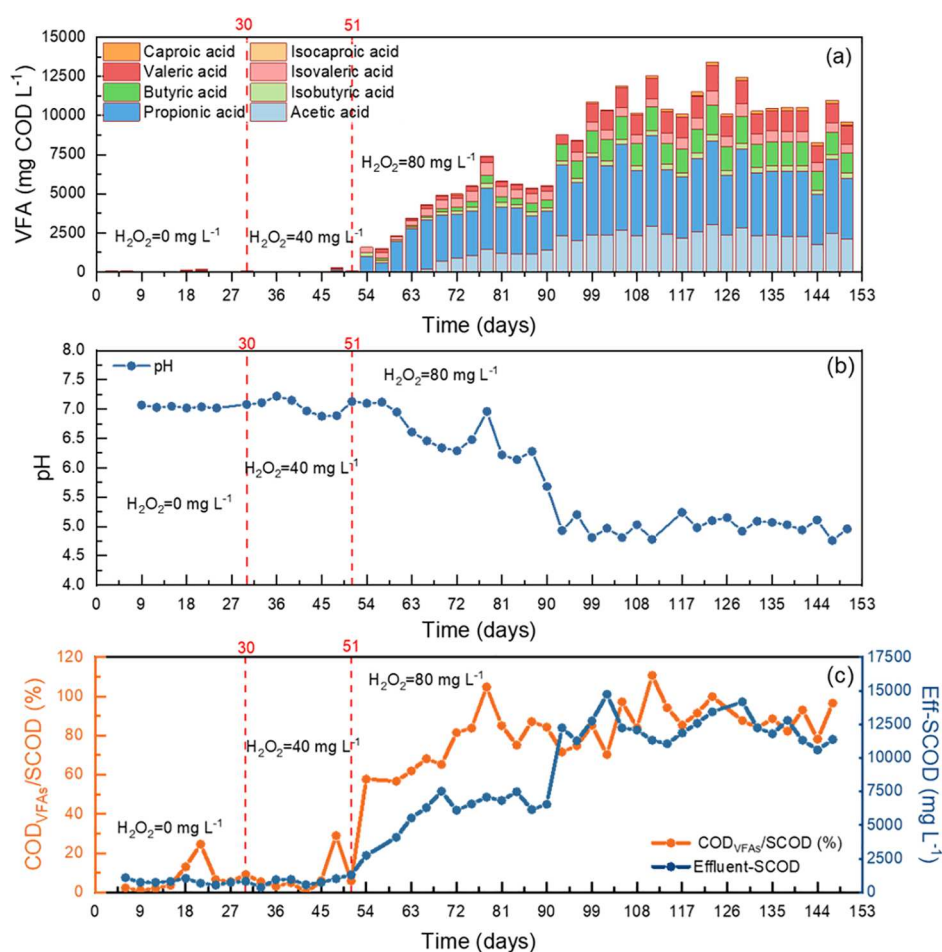 30 51
15000
12500
10000
7500
5000
2500
0
VFA (mg COD L⁻¹)
Caproic acid Isocaproic acid
Valeric acid Isovaleric acid
Butyric acid Isobutyric acid
Propionic acid Acetic acid
(a)
H₂O₂=80 mg L⁻¹
H₂O₂=0 mg L⁻¹ H₂O₂=40 mg L⁻¹
0 9 18 27 36 45 54 63 72 81 90 99 108 117 126 135 144 153
Time (days)
30 51
8.0
7.5
7.0
6.5
6.0
5.5
5.0
4.5
4.0
pH
pH
(b)
H₂O₂=80 mg L⁻¹
H₂O₂=40 mg L⁻¹
H₂O₂=0 mg L⁻¹
0 9 18 27 36 45 54 63 72 81 90 99 108 117 126 135 144 153
Time (days)
30 51
120
100
80
60
40
20
0
COD_VFAs/SCOD (%)
(c)
H₂O₂=80 mg L⁻¹
H₂O₂=40 mg L⁻¹
H₂O₂=0 mg L⁻¹
COD_VFAs/SCOD (%)
Effluent-SCOD
17500
15000
12500
10000
7500
5000
2500
0
Eff-SCOD (mg L⁻¹)
0 9 18 27 36 45 54 63 72 81 90 99 108 117 126 135 144 153
Time (days)